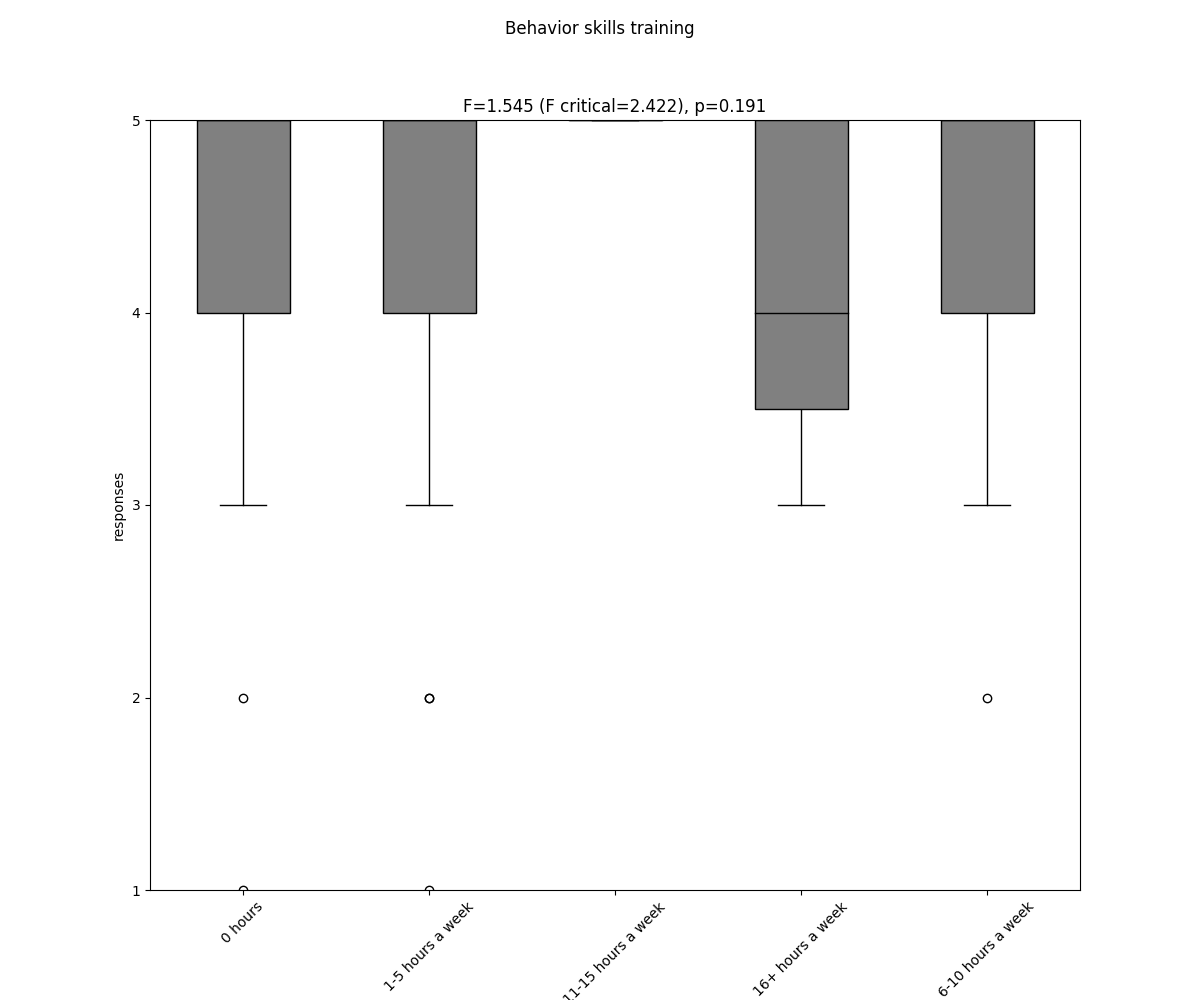 Behavior skills training
F=1.545 (F critical=2.422), p=0.191
5
4
3
2
1
responses
0 hours
1-5 hours a week
11-15 hours a week
16+ hours a week
6-10 hours a week